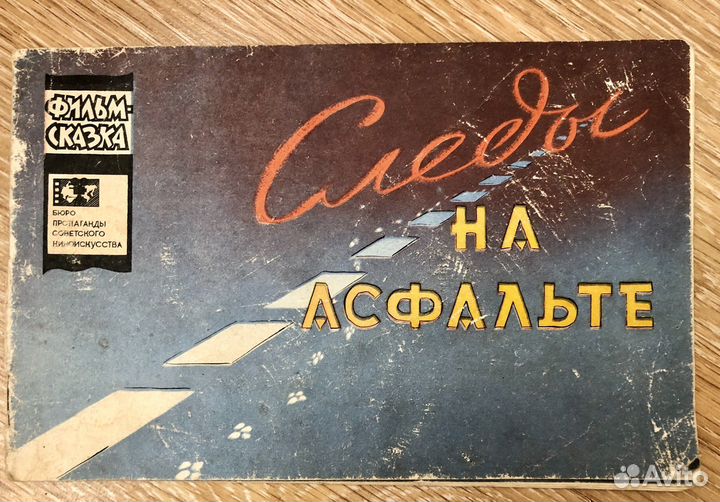 ФИЛЬМ-
СКАЗКА
БЮРО
ПРОПАГАНДЫ
СОВЕТСКОГО
КИНОИСКУССТВА
Следы
НА
АСФАЛЬТЕ
Avito